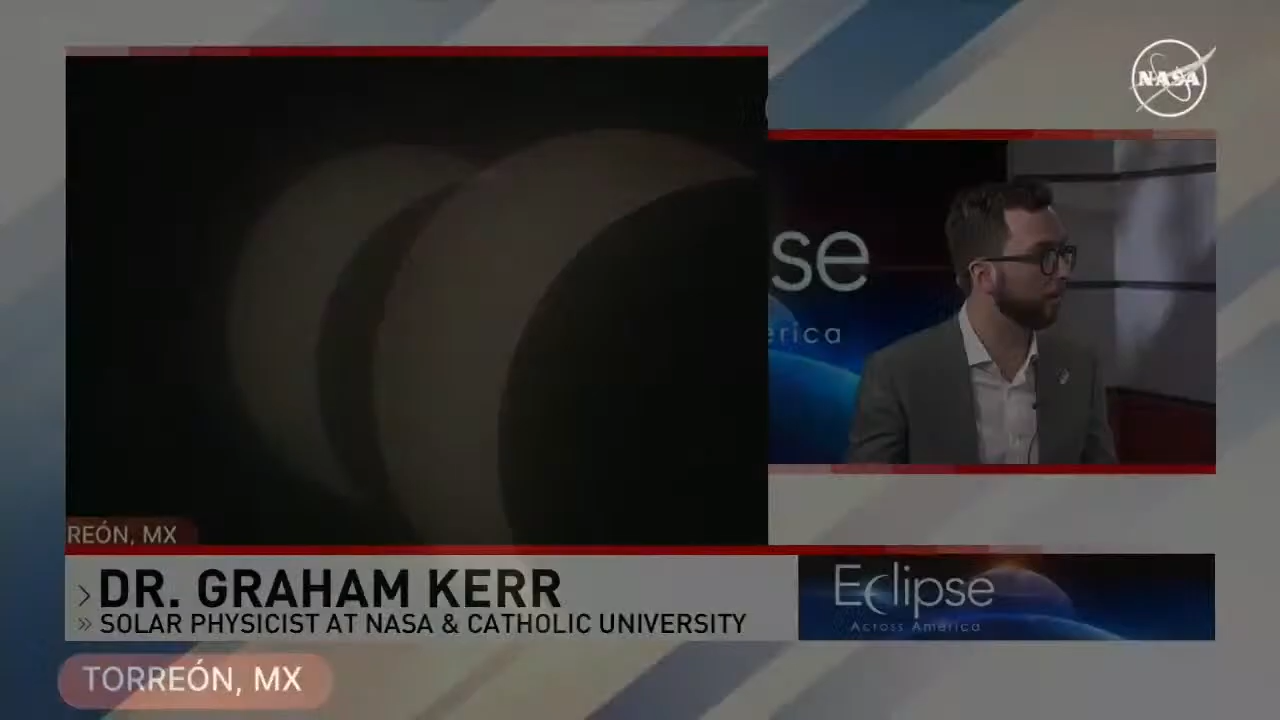 NASA
se
erica
REÓN, MX
DR. GRAHAM KERR
SOLAR PHYSICIST AT NASA & CATHOLIC UNIVERSITY
Eclipse
Across America
TORREÓN, MX